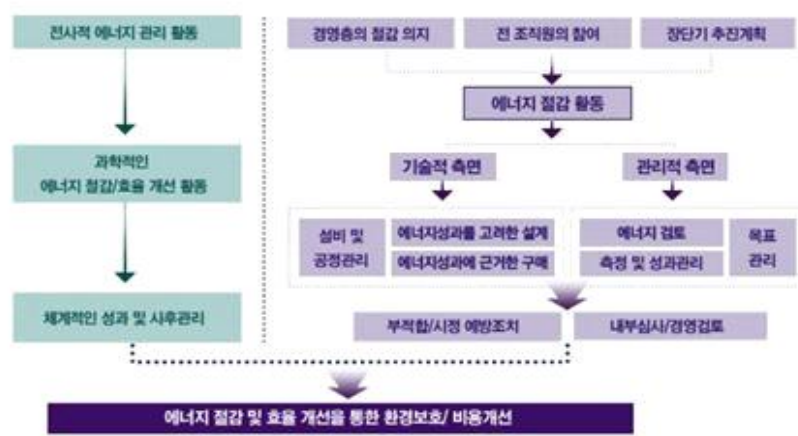 전사적 에너지 관리 활동
과학적인
에너지 절감/효율 개선 활동
체계적인 성과 및 사후관리
경영층의 절감 의지
전 조직원의 참여
장단기 추진계획
에너지 절감 활동
기술적 측면
관리적 측면
설비 및
공정관리
에너지성과를 고려한 설계
에너지성과에 근거한 구매
에너지 검토
측정 및 성과관리
목표
관리
부적합/시정 예방조치
내부심사/경영검토
에너지 절감 및 효율 개선을 통한 환경보호/ 비용개선